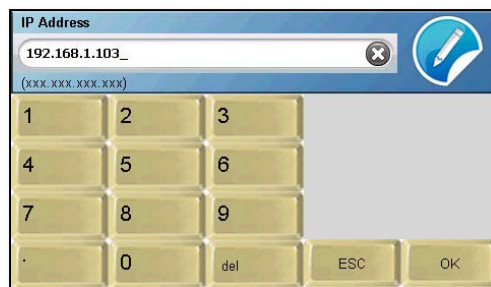 IP Address
192.168.1.103_
(xxx.xxx.xxx.xxx)
1 2 3
4 5 6
7 8 9
. 0 del ESC OK